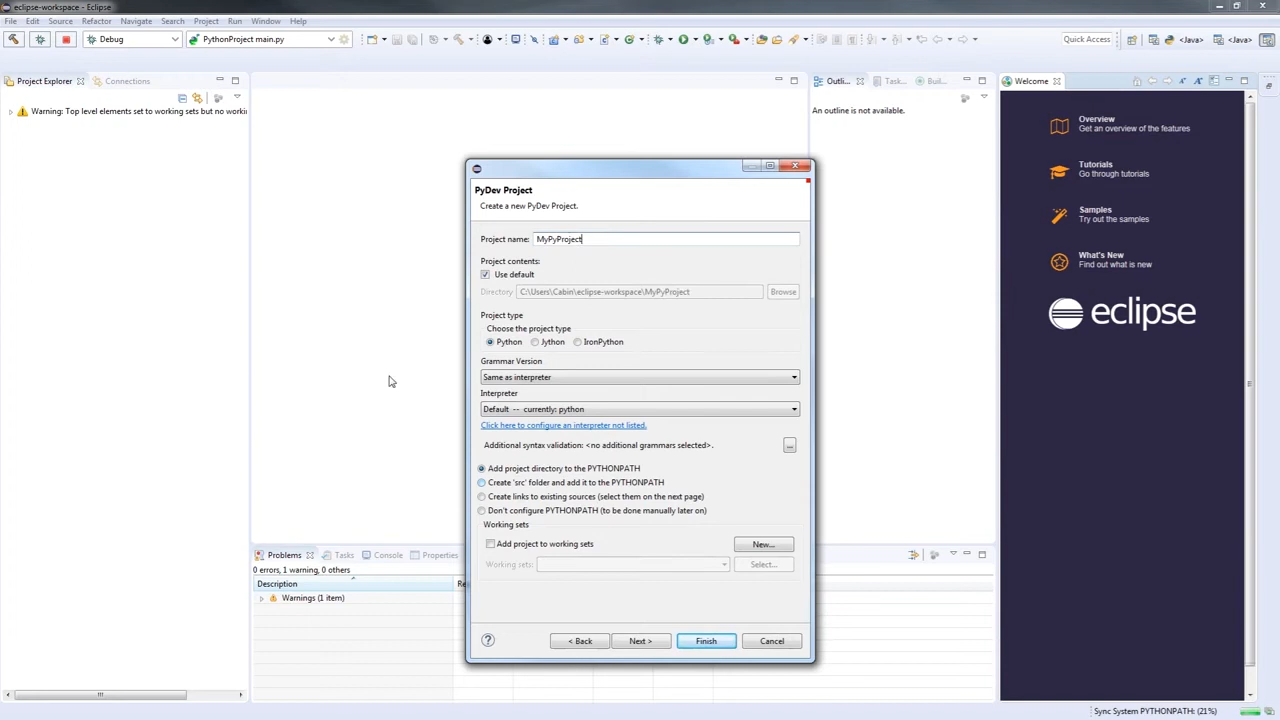 eclipse-workspace - Eclipse
File Edit Source Refactor Navigate Search Project Run Window Help
Debug PythonProject main.py Quick Access <Java> <Java>
Project Explorer Connections
Warning: Top level elements set to working sets but no worki
Outli... Task... Buil...
An outline is not available.
Welcome
Overview
Get an overview of the features
Tutorials
Go through tutorials
Samples
Try out the samples
What's New
Find out what is new
eclipse
PyDev Project
Create a new PyDev Project.
Project name: MyPyProject
Project contents:
Use default
Directory C:\Users\Cabin\eclipse-workspace\MyPyProject Browse
Project type
Choose the project type
Python Jython IronPython
Grammar Version
Same as interpreter
Interpreter
Default -- currently: python
Click here to configure an interpreter not listed.
Additional syntax validation: <no additional grammars selected>. ...
Add project directory to the PYTHONPATH
Create 'src' folder and add it to the PYTHONPATH
Create links to existing sources (select them on the next page)
Don't configure PYTHONPATH (to be done manually later on)
Working sets
Add project to working sets New...
Working sets: Select...
< Back Next > Finish Cancel
Problems Tasks Console Properties
0 errors, 1 warning, 0 others
Description Re
Warnings (1 item)
Sync System PYTHONPATH: (21%)